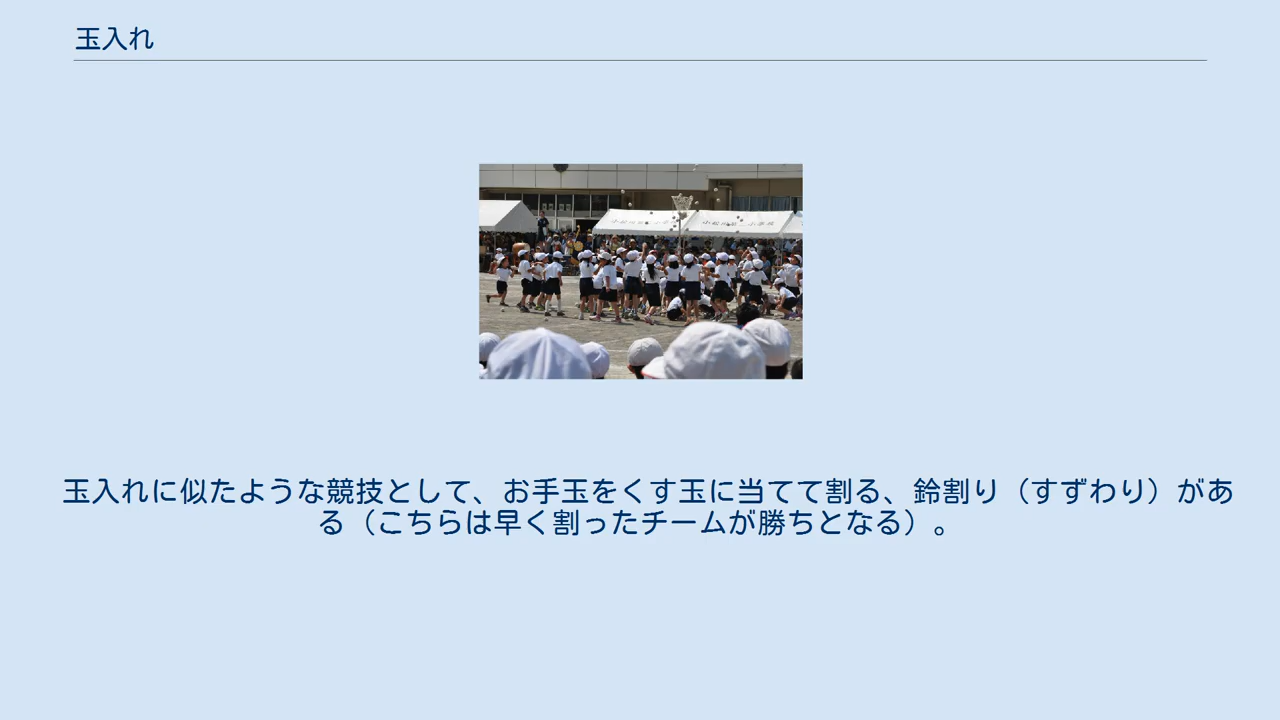 玉入れ
玉入れに似たような競技として、お手玉をくす玉に当てて割る、鈴割り（すずわり）があ
る（こちらは早く割ったチームが勝ちとなる）。